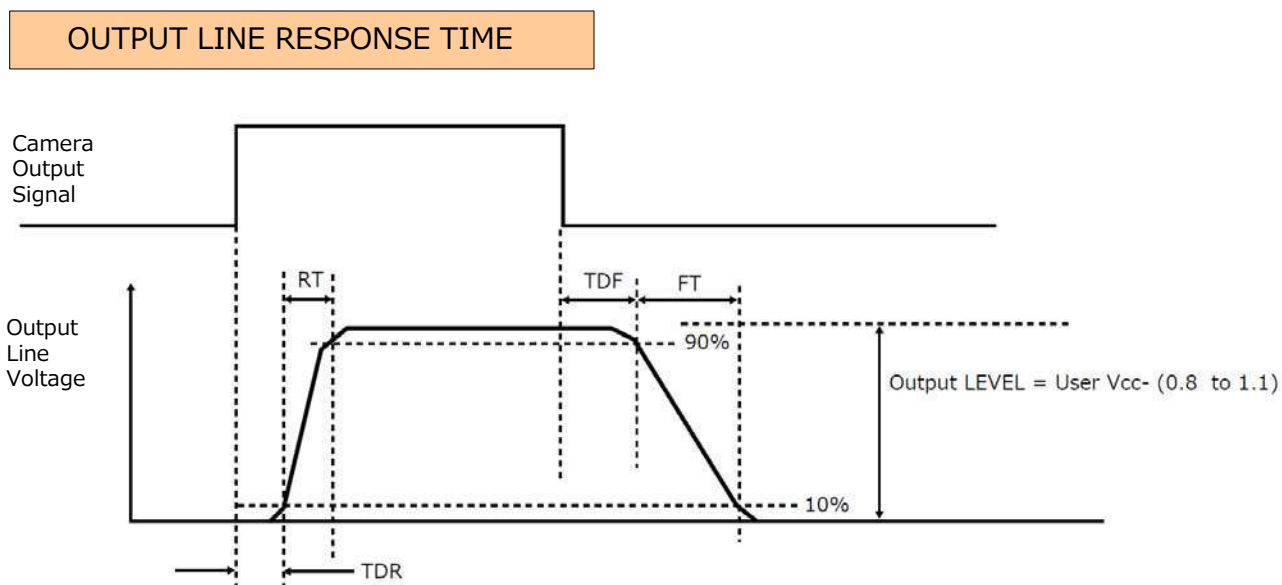 OUTPUT LINE RESPONSE TIME
Camera
Output
Signal
RT
TDF
FT
Output
Line
Voltage
90%
Output LEVEL = User Vcc- (0.8 to 1.1)
10%
TDR